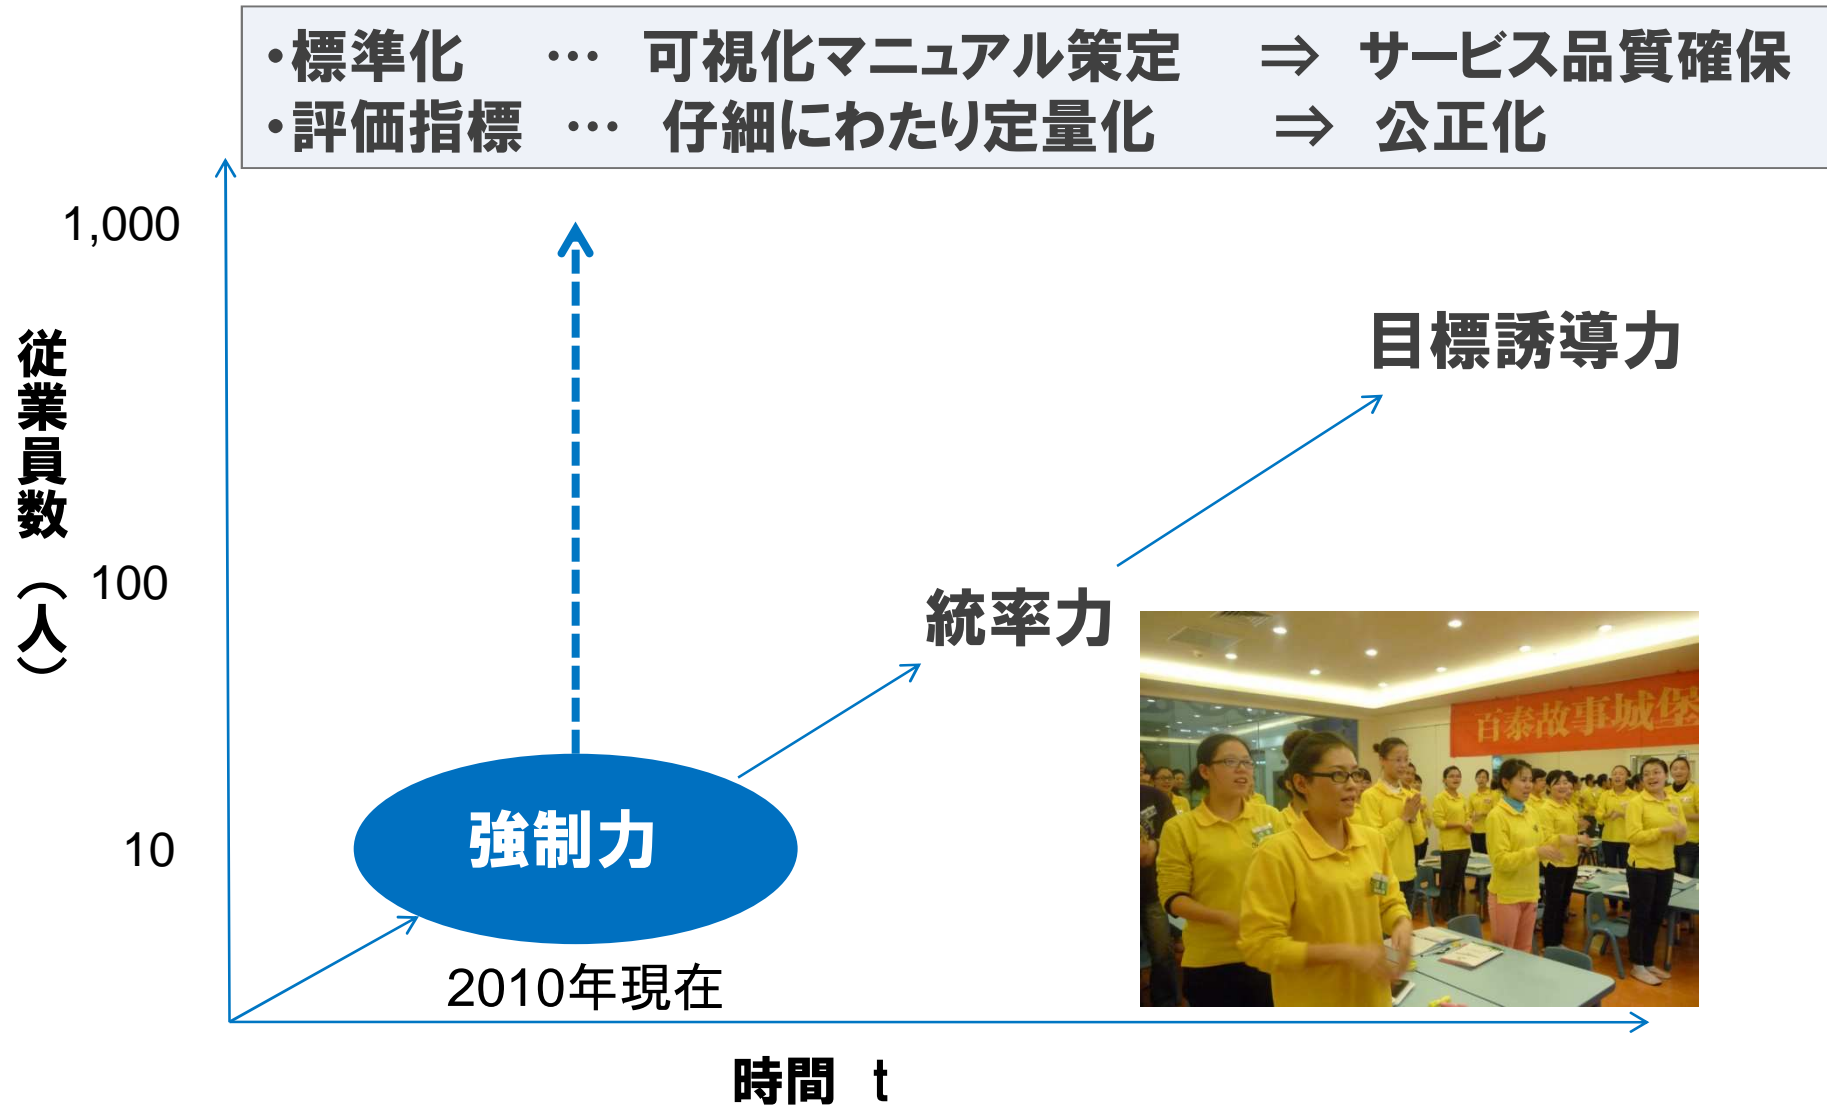 ・標準化　…　可視化マニュアル策定　⇒　サービス品質確保
・評価指標　…　仔細にわたり定量化　⇒　公正化
1,000
従業員数（人）
100
10
目標誘導力
統率力
百泰故事城堡
強制力
2010年現在
時間　t